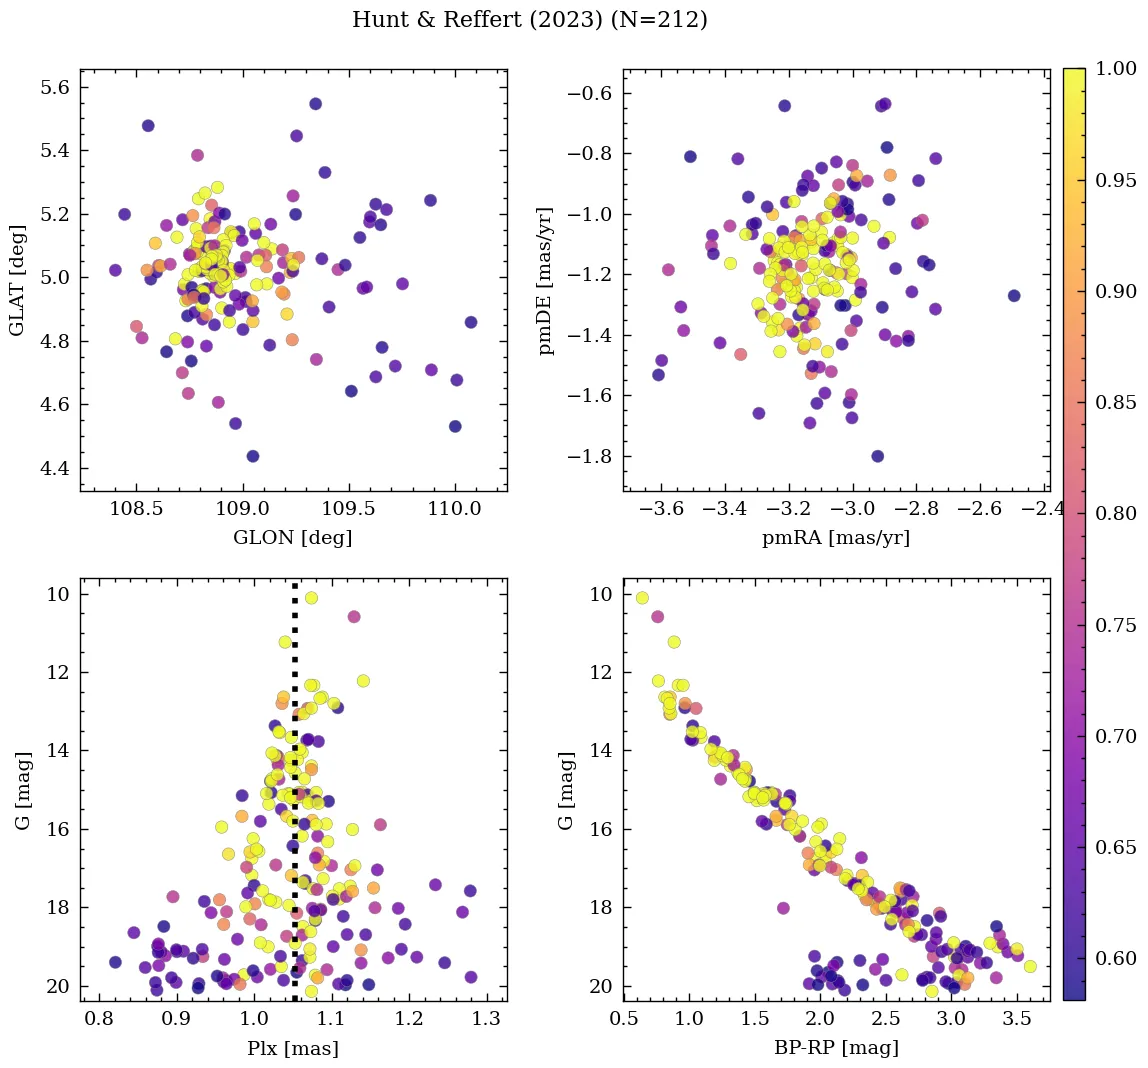 Hunt & Reffert (2023) (N=212)
5.6
5.4
5.2
5.0
4.8
4.6
4.4
GLAT [deg]
108.5 109.0 109.5 110.0
GLON [deg]
−0.6
−0.8
−1.0
−1.2
−1.4
−1.6
−1.8
pmDE [mas/yr]
−3.6 −3.4 −3.2 −3.0 −2.8 −2.6 −2.4
pmRA [mas/yr]
1.00
0.95
0.90
0.85
0.80
0.75
0.70
0.65
0.60
10
12
14
16
18
20
G [mag]
0.8 0.9 1.0 1.1 1.2 1.3
Plx [mas]
10
12
14
16
18
20
G [mag]
0.5 1.0 1.5 2.0 2.5 3.0 3.5
BP-RP [mag]